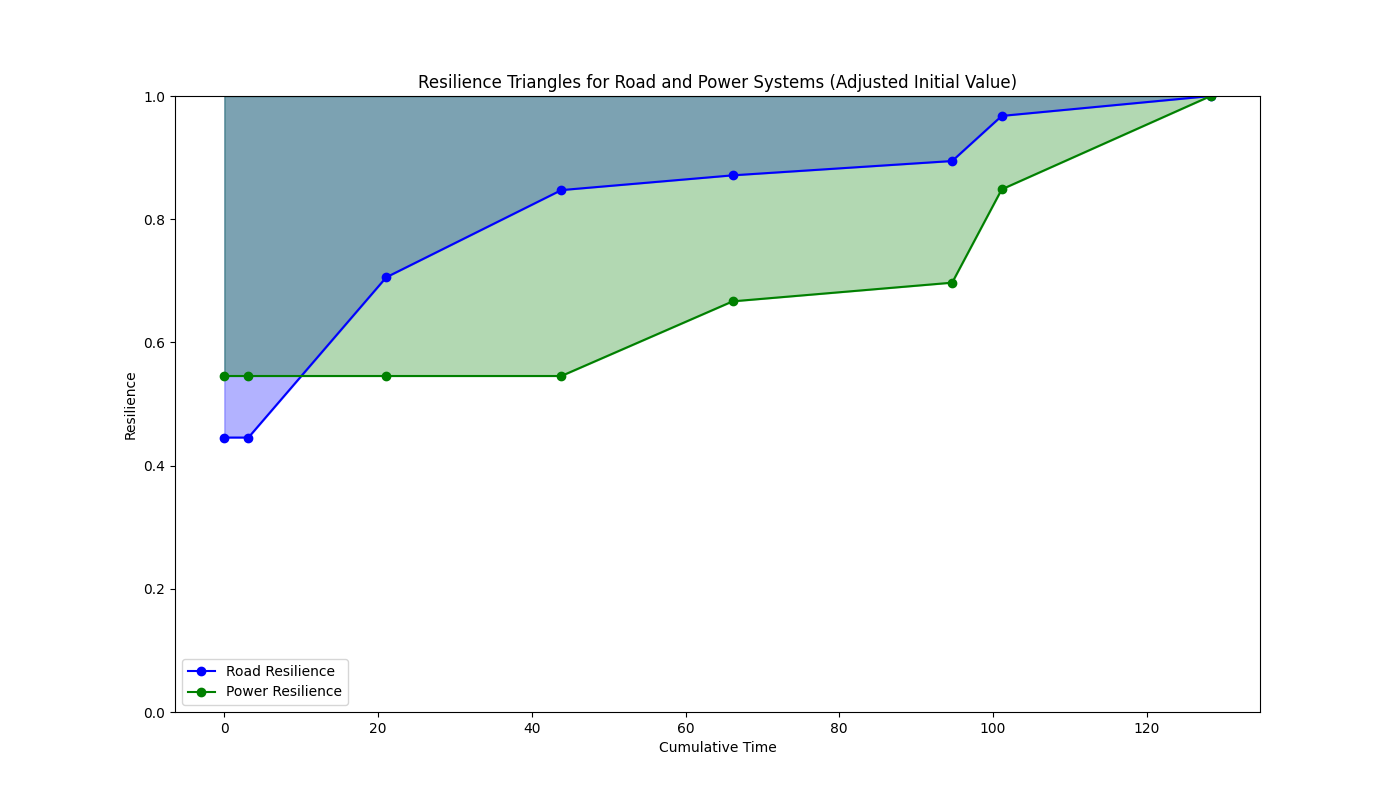 Resilience Triangles for Road and Power Systems (Adjusted Initial Value)
1.0
0.8
0.6
0.4
0.2
0.0
Resilience
Road Resilience
Power Resilience
0 20 40 60 80 100 120
Cumulative Time